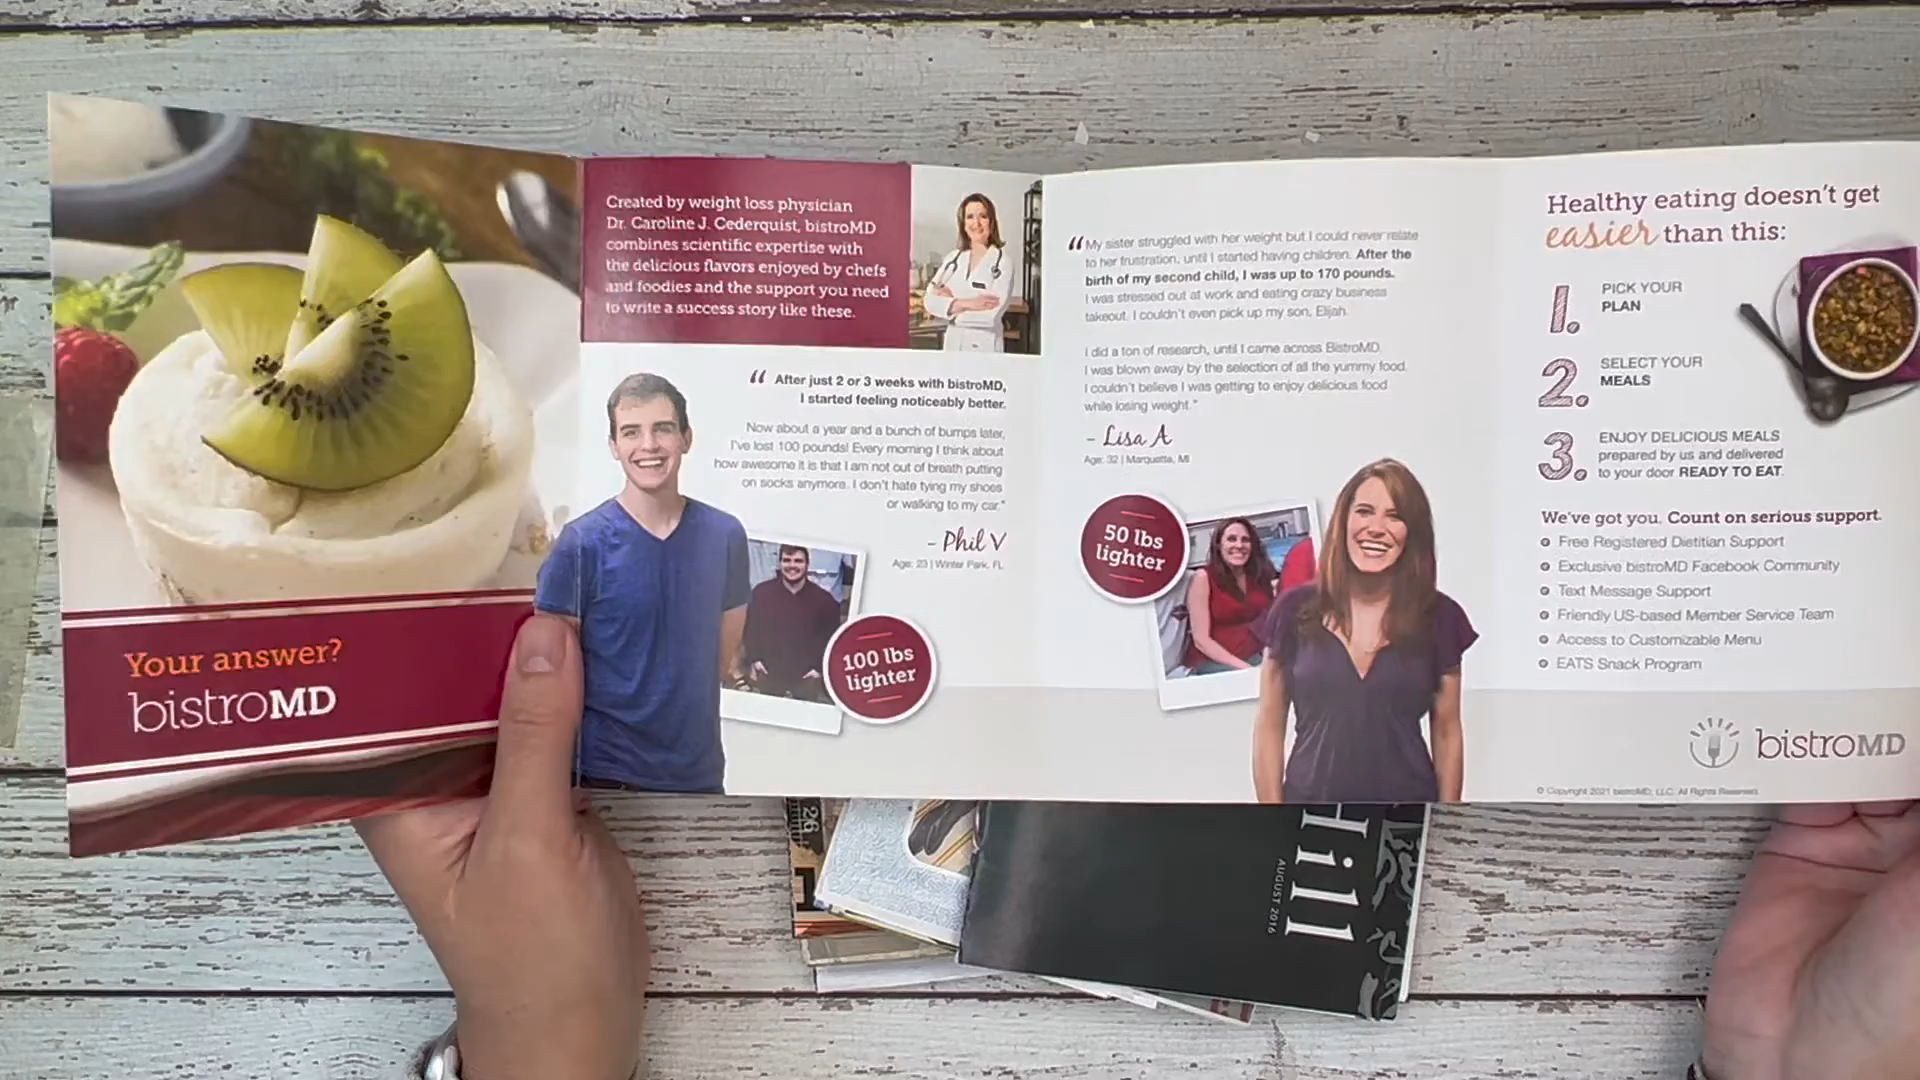 Your answer?
bistroMD
Created by weight loss physician
Dr. Caroline J. Cederquist, bistroMD
combines scientific expertise with
the delicious flavors enjoyed by chefs
and foodies and the support you need
to write a success story like these.
“ After just 2 or 3 weeks with bistroMD,
I started feeling noticeably better.
Now about a year and a bunch of bumps later,
I've lost 100 pounds! Every morning I think about
how awesome it is that I am not out of breath putting
on socks anymore. I don't hate tying my shoes
or walking to my car."
- Phil V
Age: 23 | Winter Park, FL
100 lbs
lighter
“ My sister struggled with her weight but I could never relate
to her frustration, until I started having children. After the
birth of my second child, I was up to 170 pounds.
I was stressed out at work and eating crazy business
takeout. I couldn't even pick up my son, Elijah.
I did a ton of research, until I came across BistroMD.
I was blown away by the selection of all the yummy food.
I couldn't believe I was getting to enjoy delicious food
while losing weight."
- Lisa A
Age: 32 | Marquette, MI
50 lbs
lighter
Healthy eating doesn't get
easier than this:
1. PICK YOUR
PLAN
2. SELECT YOUR
MEALS
3. ENJOY DELICIOUS MEALS
prepared by us and delivered
to your door READY TO EAT.
We've got you. Count on serious support.
Free Registered Dietitian Support
Exclusive bistroMD Facebook Community
Text Message Support
Friendly US-based Member Service Team
Access to Customizable Menu
EATS Snack Program
bistroMD
© Copyright 2021 bistroMD, LLC. All Rights Reserved.
26
Hill
AUGUST 2016